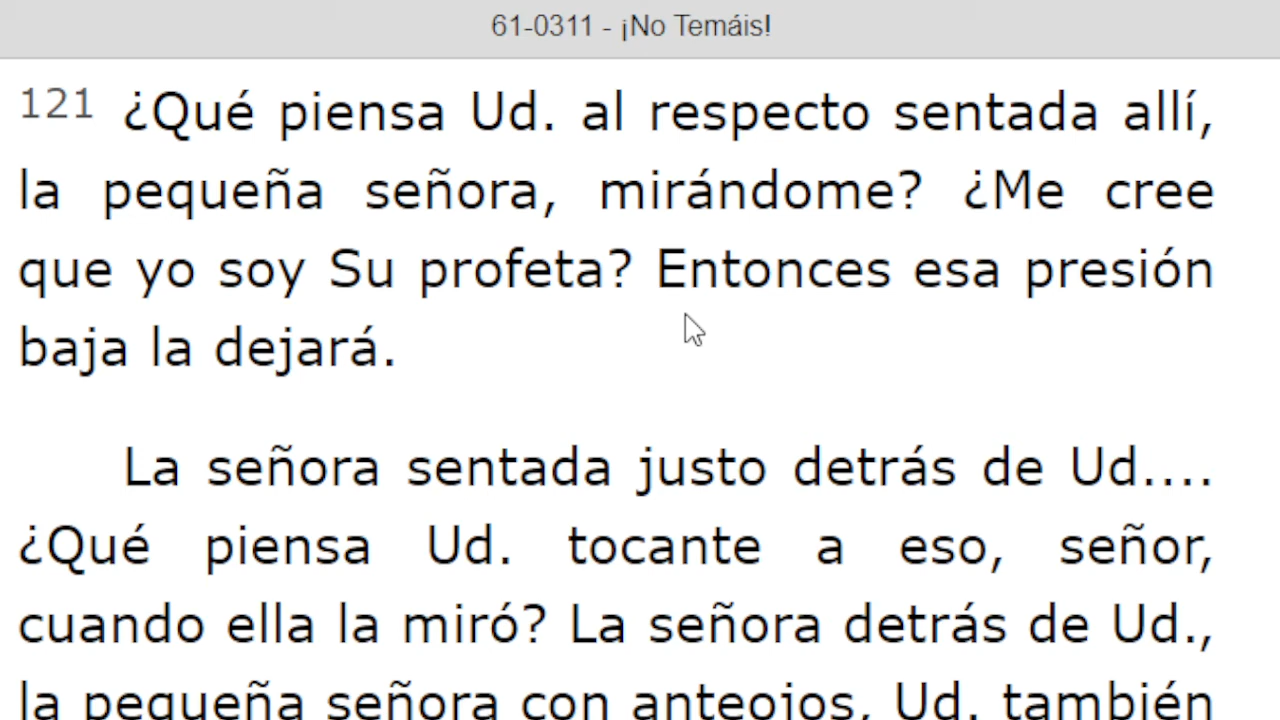 61-0311 - ¡No Temáis!
121 ¿Qué piensa Ud. al respecto sentada allí,
la pequeña señora, mirándome? ¿Me cree
que yo soy Su profeta? Entonces esa presión
baja la dejará.
La señora sentada justo detrás de Ud....
¿Qué piensa Ud. tocante a eso, señor,
cuando ella la miró? La señora detrás de Ud.,
la pequeña señora con anteojos, Ud. también